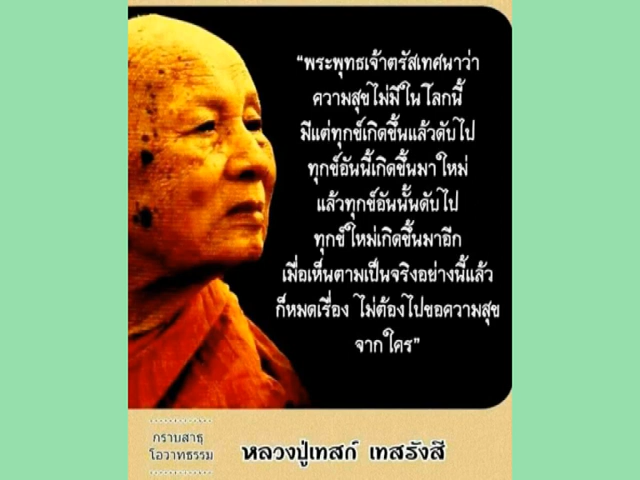 “พระพุทธเจ้าตรัสเทศนาว่า
ความสุขไม่มีในโลกนี้
มีแต่ทุกข์เกิดขึ้นแล้วดับไป
ทุกข์อันนี้เกิดขึ้นมาใหม่
แล้วทุกข์อันนั้นดับไป
ทุกข์ใหม่เกิดขึ้นมาอีก
เมื่อเห็นตามเป็นจริงอย่างนี้แล้ว
ก็หมดเรื่อง ไม่ต้องไปขอความสุข
จากใคร”
กราบสาธุ
โอวาทธรรม
หลวงปู่เทสก์ เทสรังสี